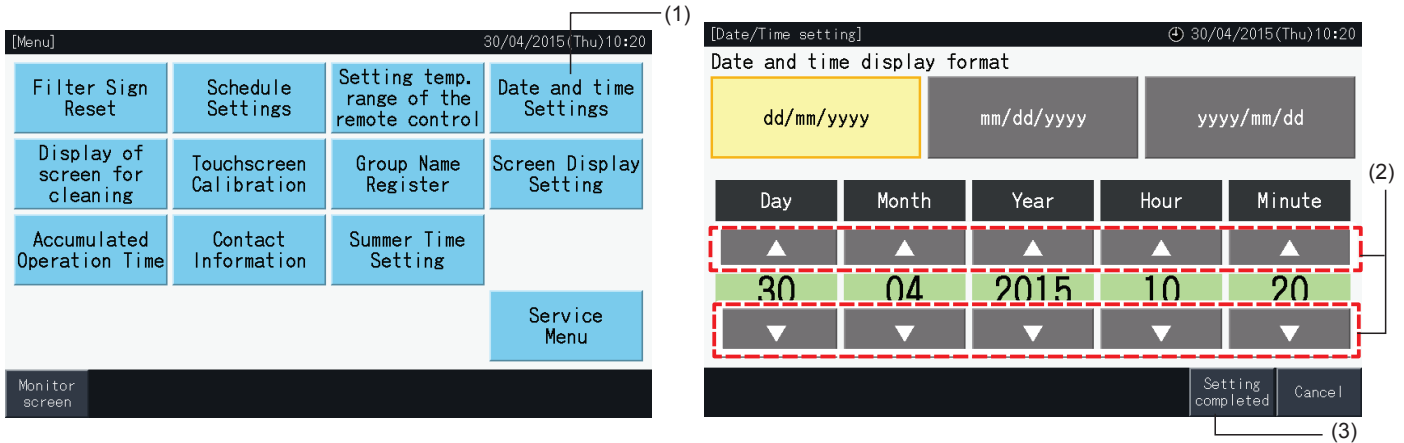 (1)
[Menu] 30/04/2015(Thu)10:20
Filter Sign
Reset
Schedule
Settings
Setting temp.
range of the
remote control
Date and time
Settings
Display of
screen for
cleaning
Touchscreen
Calibration
Group Name
Register
Screen Display
Setting
Accumulated
Operation Time
Contact
Information
Summer Time
Setting
Service
Menu
Monitor
screen
[Date/Time setting] 30/04/2015(Thu)10:20
Date and time display format
dd/mm/yyyy mm/dd/yyyy yyyy/mm/dd
(2)
Day Month Year Hour Minute
▲ ▲ ▲ ▲ ▲
30 04 2015 10 20
▼ ▼ ▼ ▼ ▼
Setting
completed
Cancel
(3)